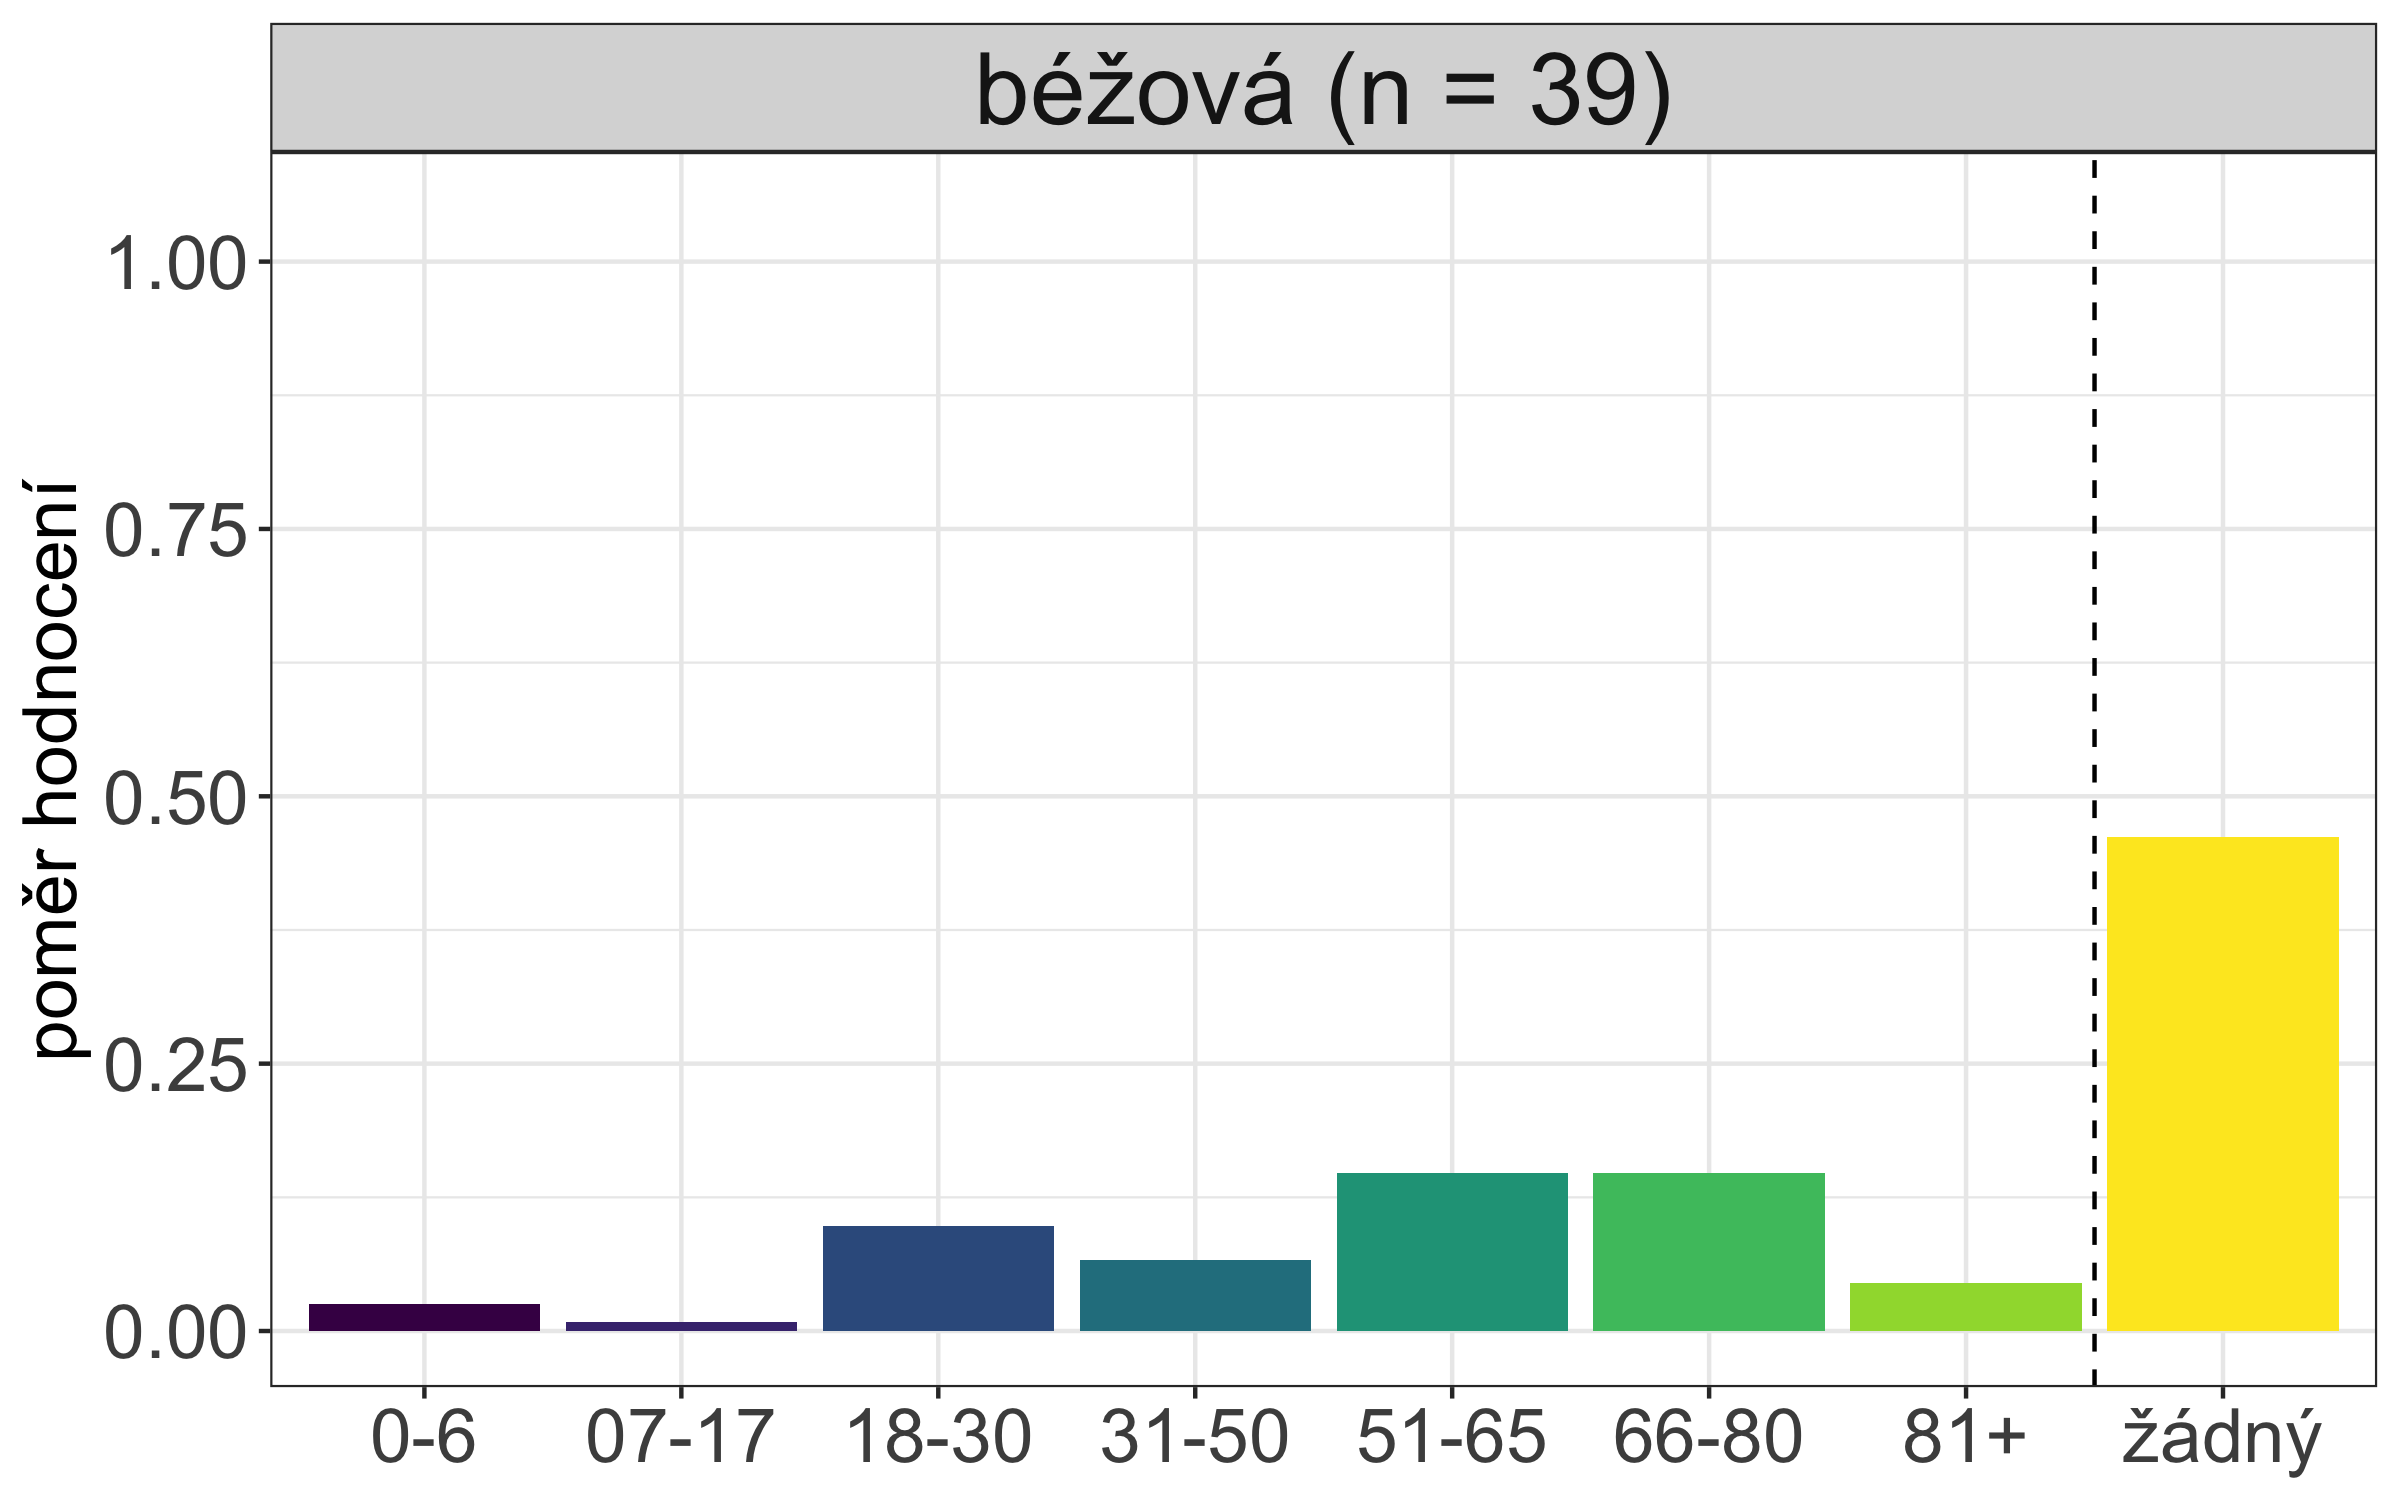 béžová (n = 39)
poměr hodnocení
1.00
0.75
0.50
0.25
0.00
0-6 07-17 18-30 31-50 51-65 66-80 81+ žádný